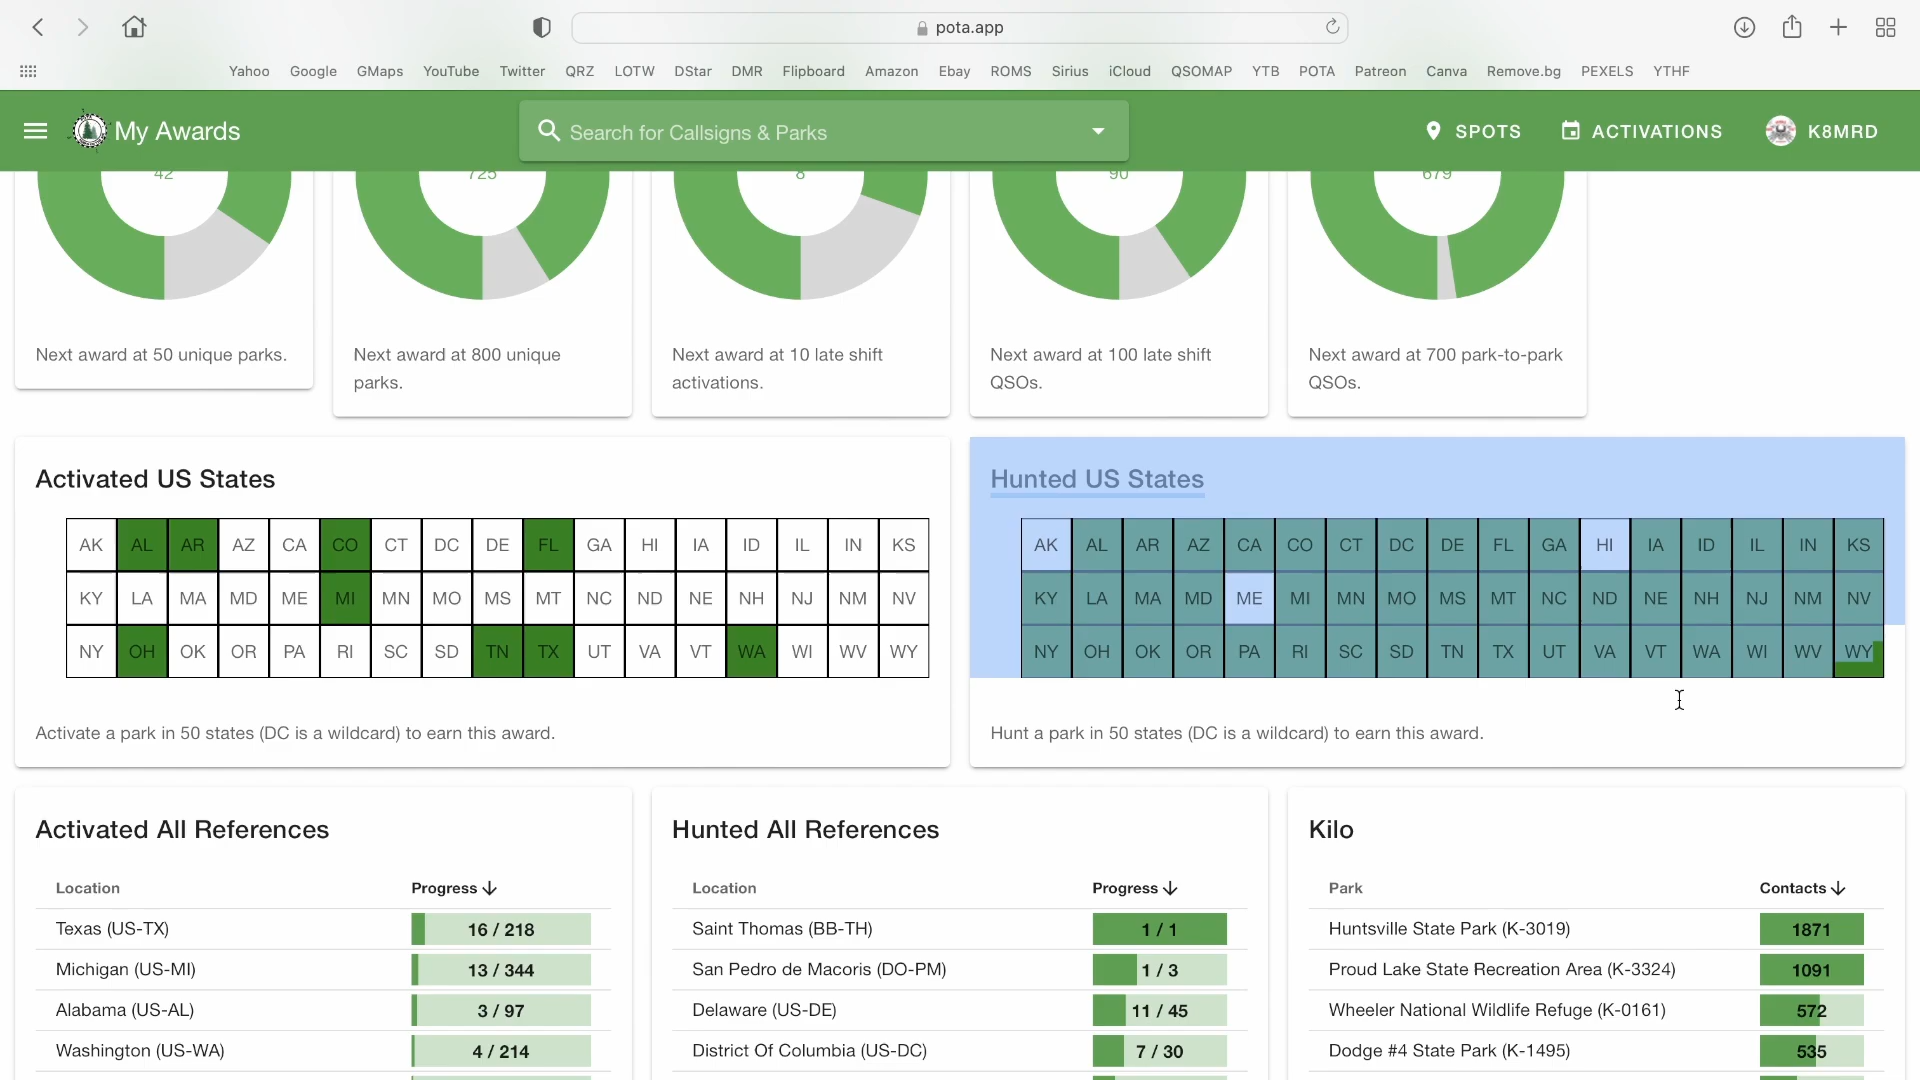 pota.app
Yahoo Google GMaps YouTube Twitter QRZ LOTW DStar DMR Flipboard Amazon Ebay ROMS Sirius iCloud QSOMAP YTB POTA Patreon Canva Remove.bg PEXELS YTHF
My Awards
Search for Callsigns & Parks
SPOTS
ACTIVATIONS
K8MRD
42 725 8 90 679
Next award at 50 unique parks.
Next award at 800 unique
parks.
Next award at 10 late shift
activations.
Next award at 100 late shift
QSOs.
Next award at 700 park-to-park
QSOs.
Activated US States
AK AL AR AZ CA CO CT DC DE FL GA HI IA ID IL IN KS
KY LA MA MD ME MI MN MO MS MT NC ND NE NH NJ NM NV
NY OH OK OR PA RI SC SD TN TX UT VA VT WA WI WV WY
Activate a park in 50 states (DC is a wildcard) to earn this award.
Hunted US States
AK AL AR AZ CA CO CT DC DE FL GA HI IA ID IL IN KS
KY LA MA MD ME MI MN MO MS MT NC ND NE NH NJ NM NV
NY OH OK OR PA RI SC SD TN TX UT VA VT WA WI WV WY
Hunt a park in 50 states (DC is a wildcard) to earn this award.
Activated All References
Location Progress
Texas (US-TX) 16 / 218
Michigan (US-MI) 13 / 344
Alabama (US-AL) 3 / 97
Washington (US-WA) 4 / 214
Hunted All References
Location Progress
Saint Thomas (BB-TH) 1 / 1
San Pedro de Macoris (DO-PM) 1 / 3
Delaware (US-DE) 11 / 45
District Of Columbia (US-DC) 7 / 30
Kilo
Park Contacts
Huntsville State Park (K-3019) 1871
Proud Lake State Recreation Area (K-3324) 1091
Wheeler National Wildlife Refuge (K-0161) 572
Dodge #4 State Park (K-1495) 535